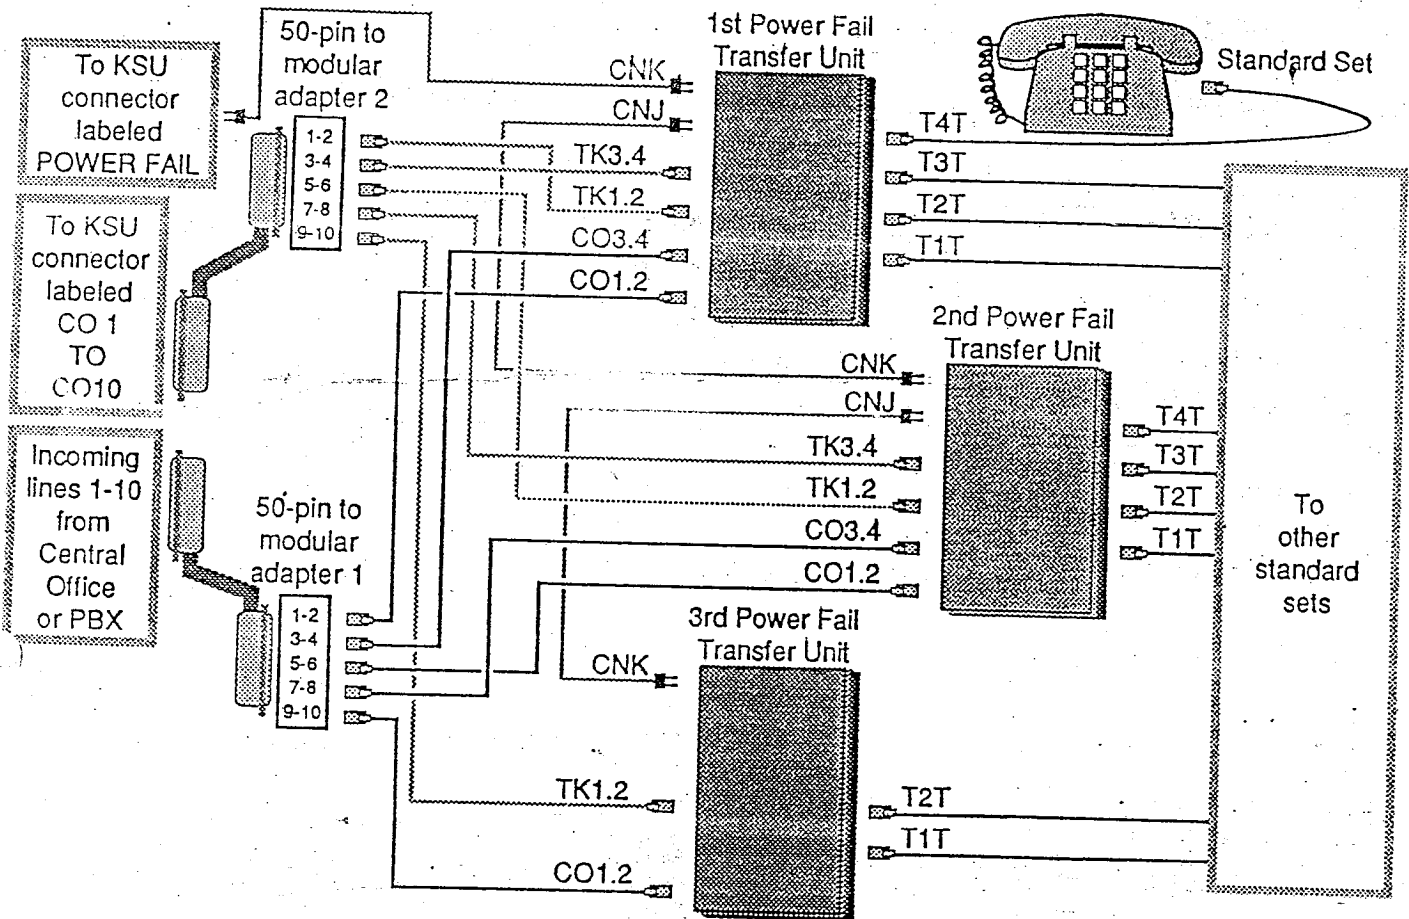 To KSU
connector
labeled
POWER FAIL
To KSU
connector
labeled
CO 1
TO
CO10
Incoming
lines 1-10
from
Central
Office
or PBX
50-pin to
modular
adapter 2
1-2
3-4
5-6
7-8
9-10
50-pin to
modular
adapter 1
1-2
3-4
5-6
7-8
9-10
1st Power Fail
Transfer Unit
CNK
CNJ
TK3.4
TK1.2
CO3.4
CO1.2
T4T
T3T
T2T
T1T
Standard Set
2nd Power Fail
Transfer Unit
CNK
CNJ
TK3.4
TK1.2
CO3.4
CO1.2
T4T
T3T
T2T
T1T
3rd Power Fail
Transfer Unit
CNK
TK1.2
CO1.2
T2T
T1T
To
other
standard
sets